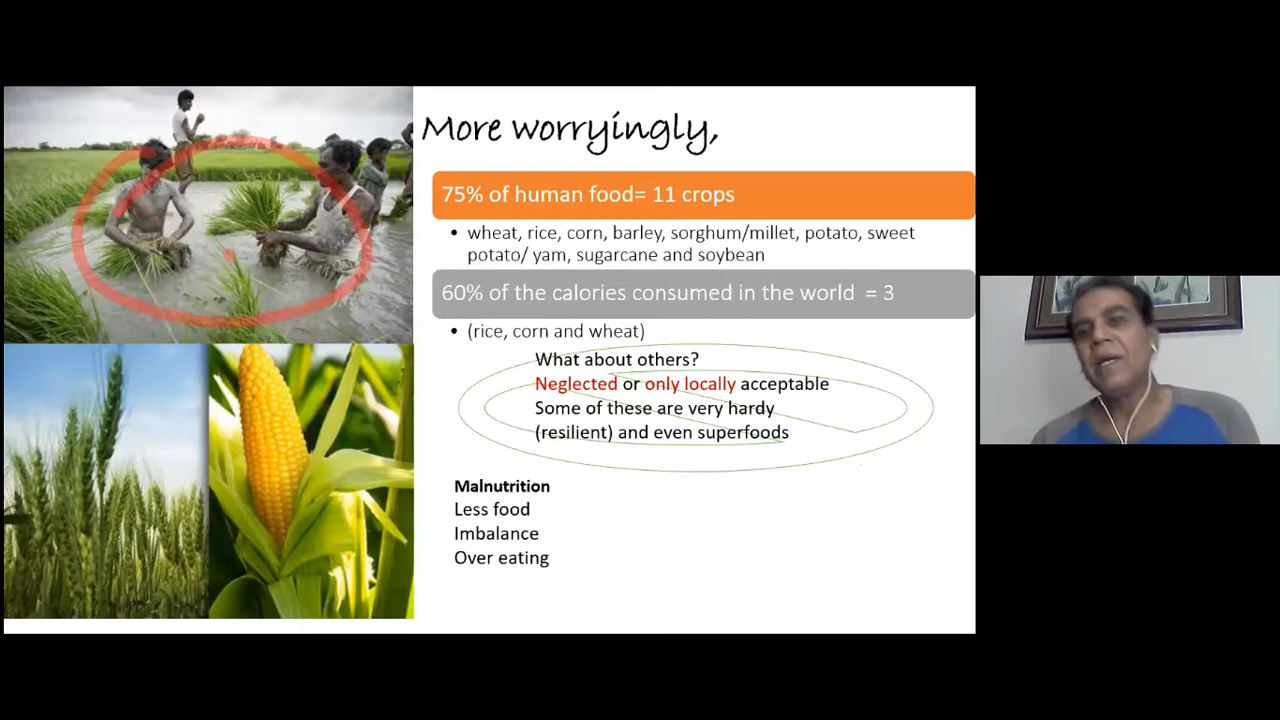 More worryingly,
75% of human food= 11 crops
• wheat, rice, corn, barley, sorghum/millet, potato, sweet
potato/ yam, sugarcane and soybean
60% of the calories consumed in the world = 3
• (rice, corn and wheat)
What about others?
Neglected or only locally acceptable
Some of these are very hardy
(resilient) and even superfoods
Malnutrition
Less food
Imbalance
Over eating